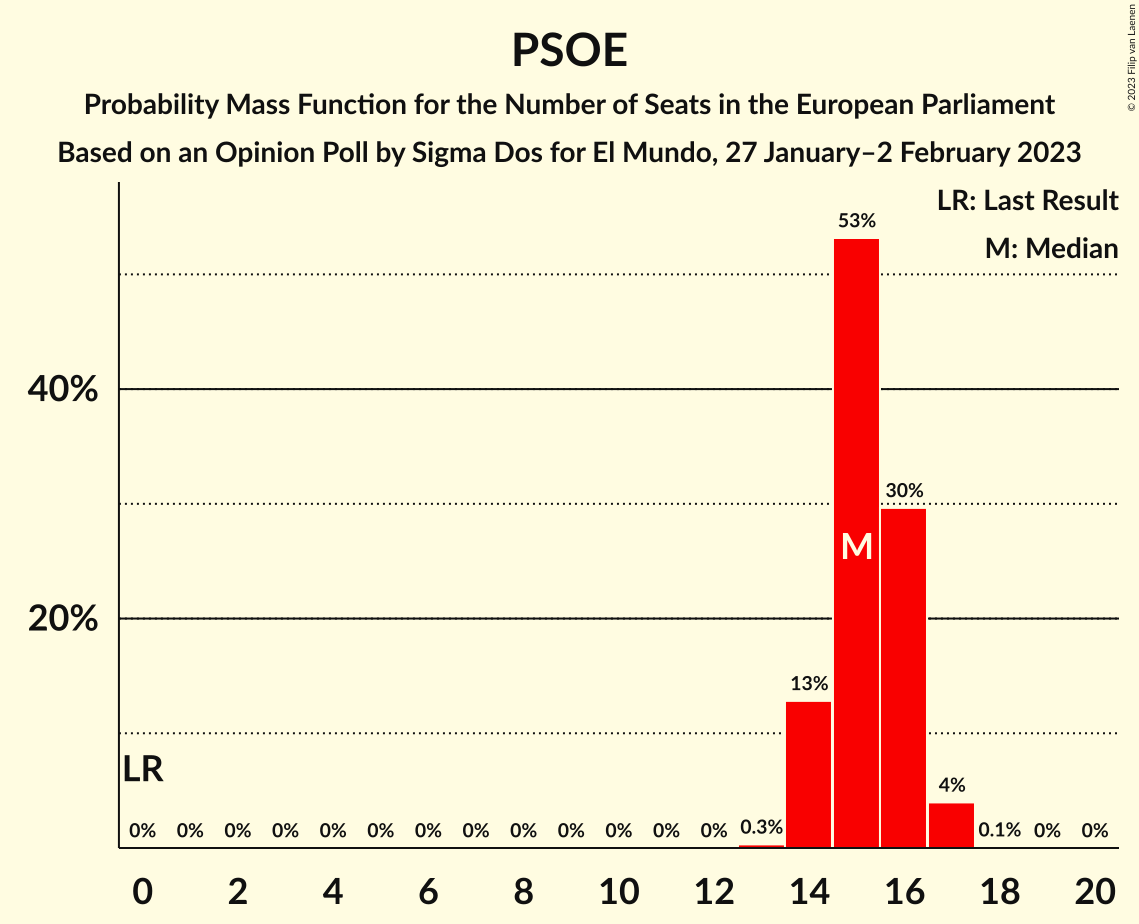 PSOE
Probability Mass Function for the Number of Seats in the European Parliament
Based on an Opinion Poll by Sigma Dos for El Mundo, 27 January–2 February 2023
© 2023 Filip van Laenen
LR: Last Result
M: Median
53%
40%
30%
M
20%
13%
LR
4%
0% 0% 0% 0% 0% 0% 0% 0% 0% 0% 0% 0% 0% 0.3% 0.1% 0% 0%
0 2 4 6 8 10 12 14 16 18 20